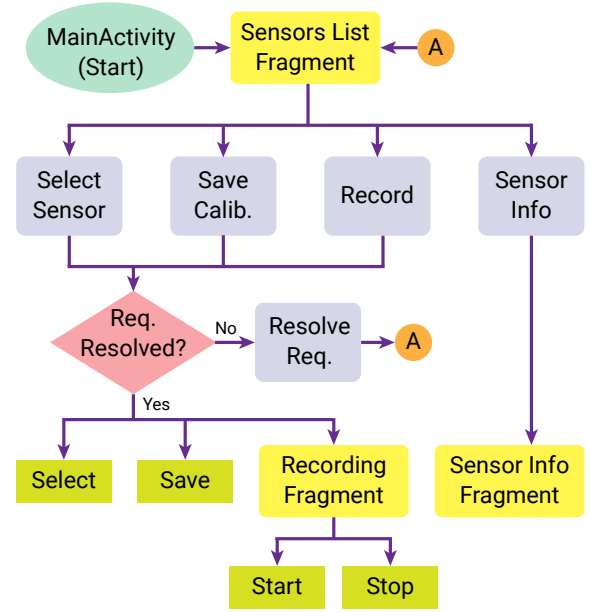 MainActivity
(Start)
Sensors List
Fragment
A
Select
Sensor
Save
Calib.
Record
Sensor
Info
Req.
Resolved?
No
Resolve
Req.
A
Yes
Select
Save
Recording
Fragment
Sensor Info
Fragment
Start
Stop